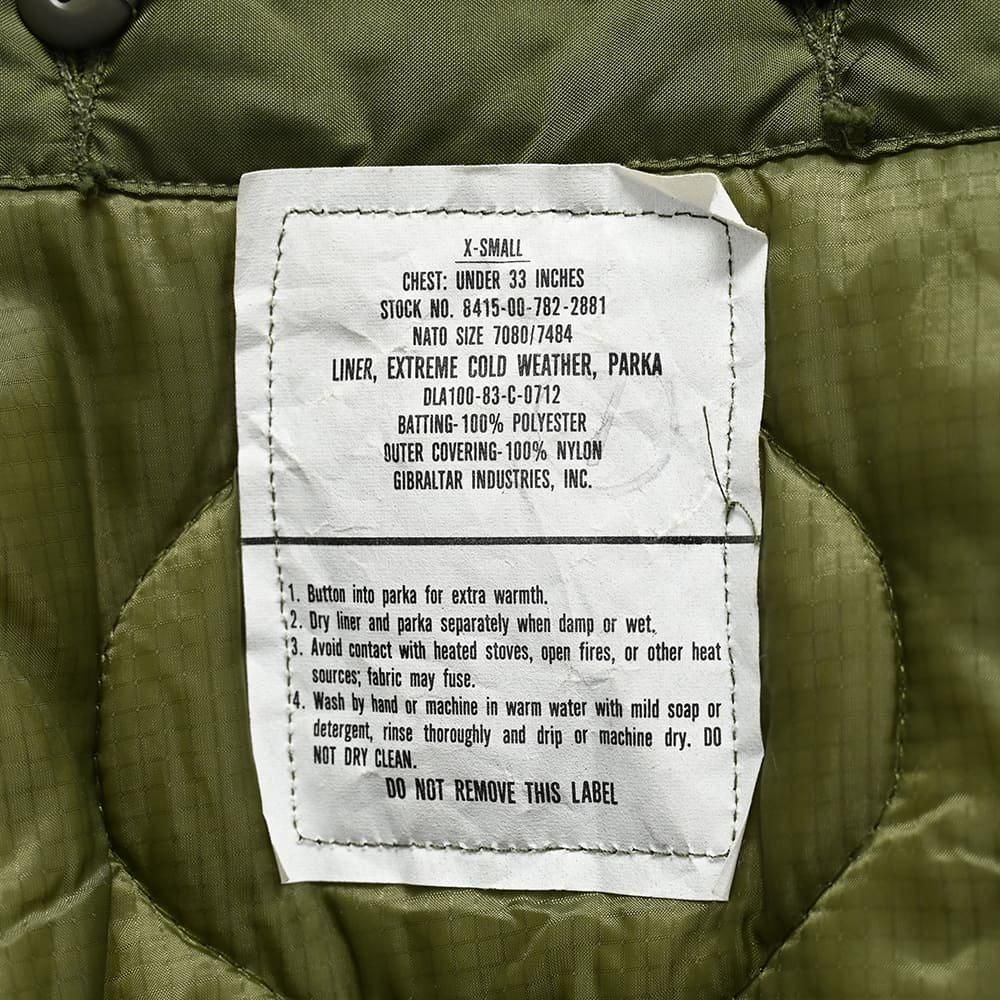 X-SMALL
CHEST: UNDER 33 INCHES
STOCK NO. 8415-00-782-2881
NATO SIZE 7080/7484
LINER, EXTREME COLD WEATHER, PARKA
DLA100-83-C-0712
BATTING-100% POLYESTER
OUTER COVERING-100% NYLON
GIBRALTAR INDUSTRIES, INC.
1. Button into parka for extra warmth.
2. Dry liner and parka separately when damp or wet.
3. Avoid contact with heated stoves, open fires, or other heat
sources; fabric may fuse.
4. Wash by hand or machine in warm water with mild soap or
detergent, rinse thoroughly and drip or machine dry. DO
NOT DRY CLEAN.
DO NOT REMOVE THIS LABEL